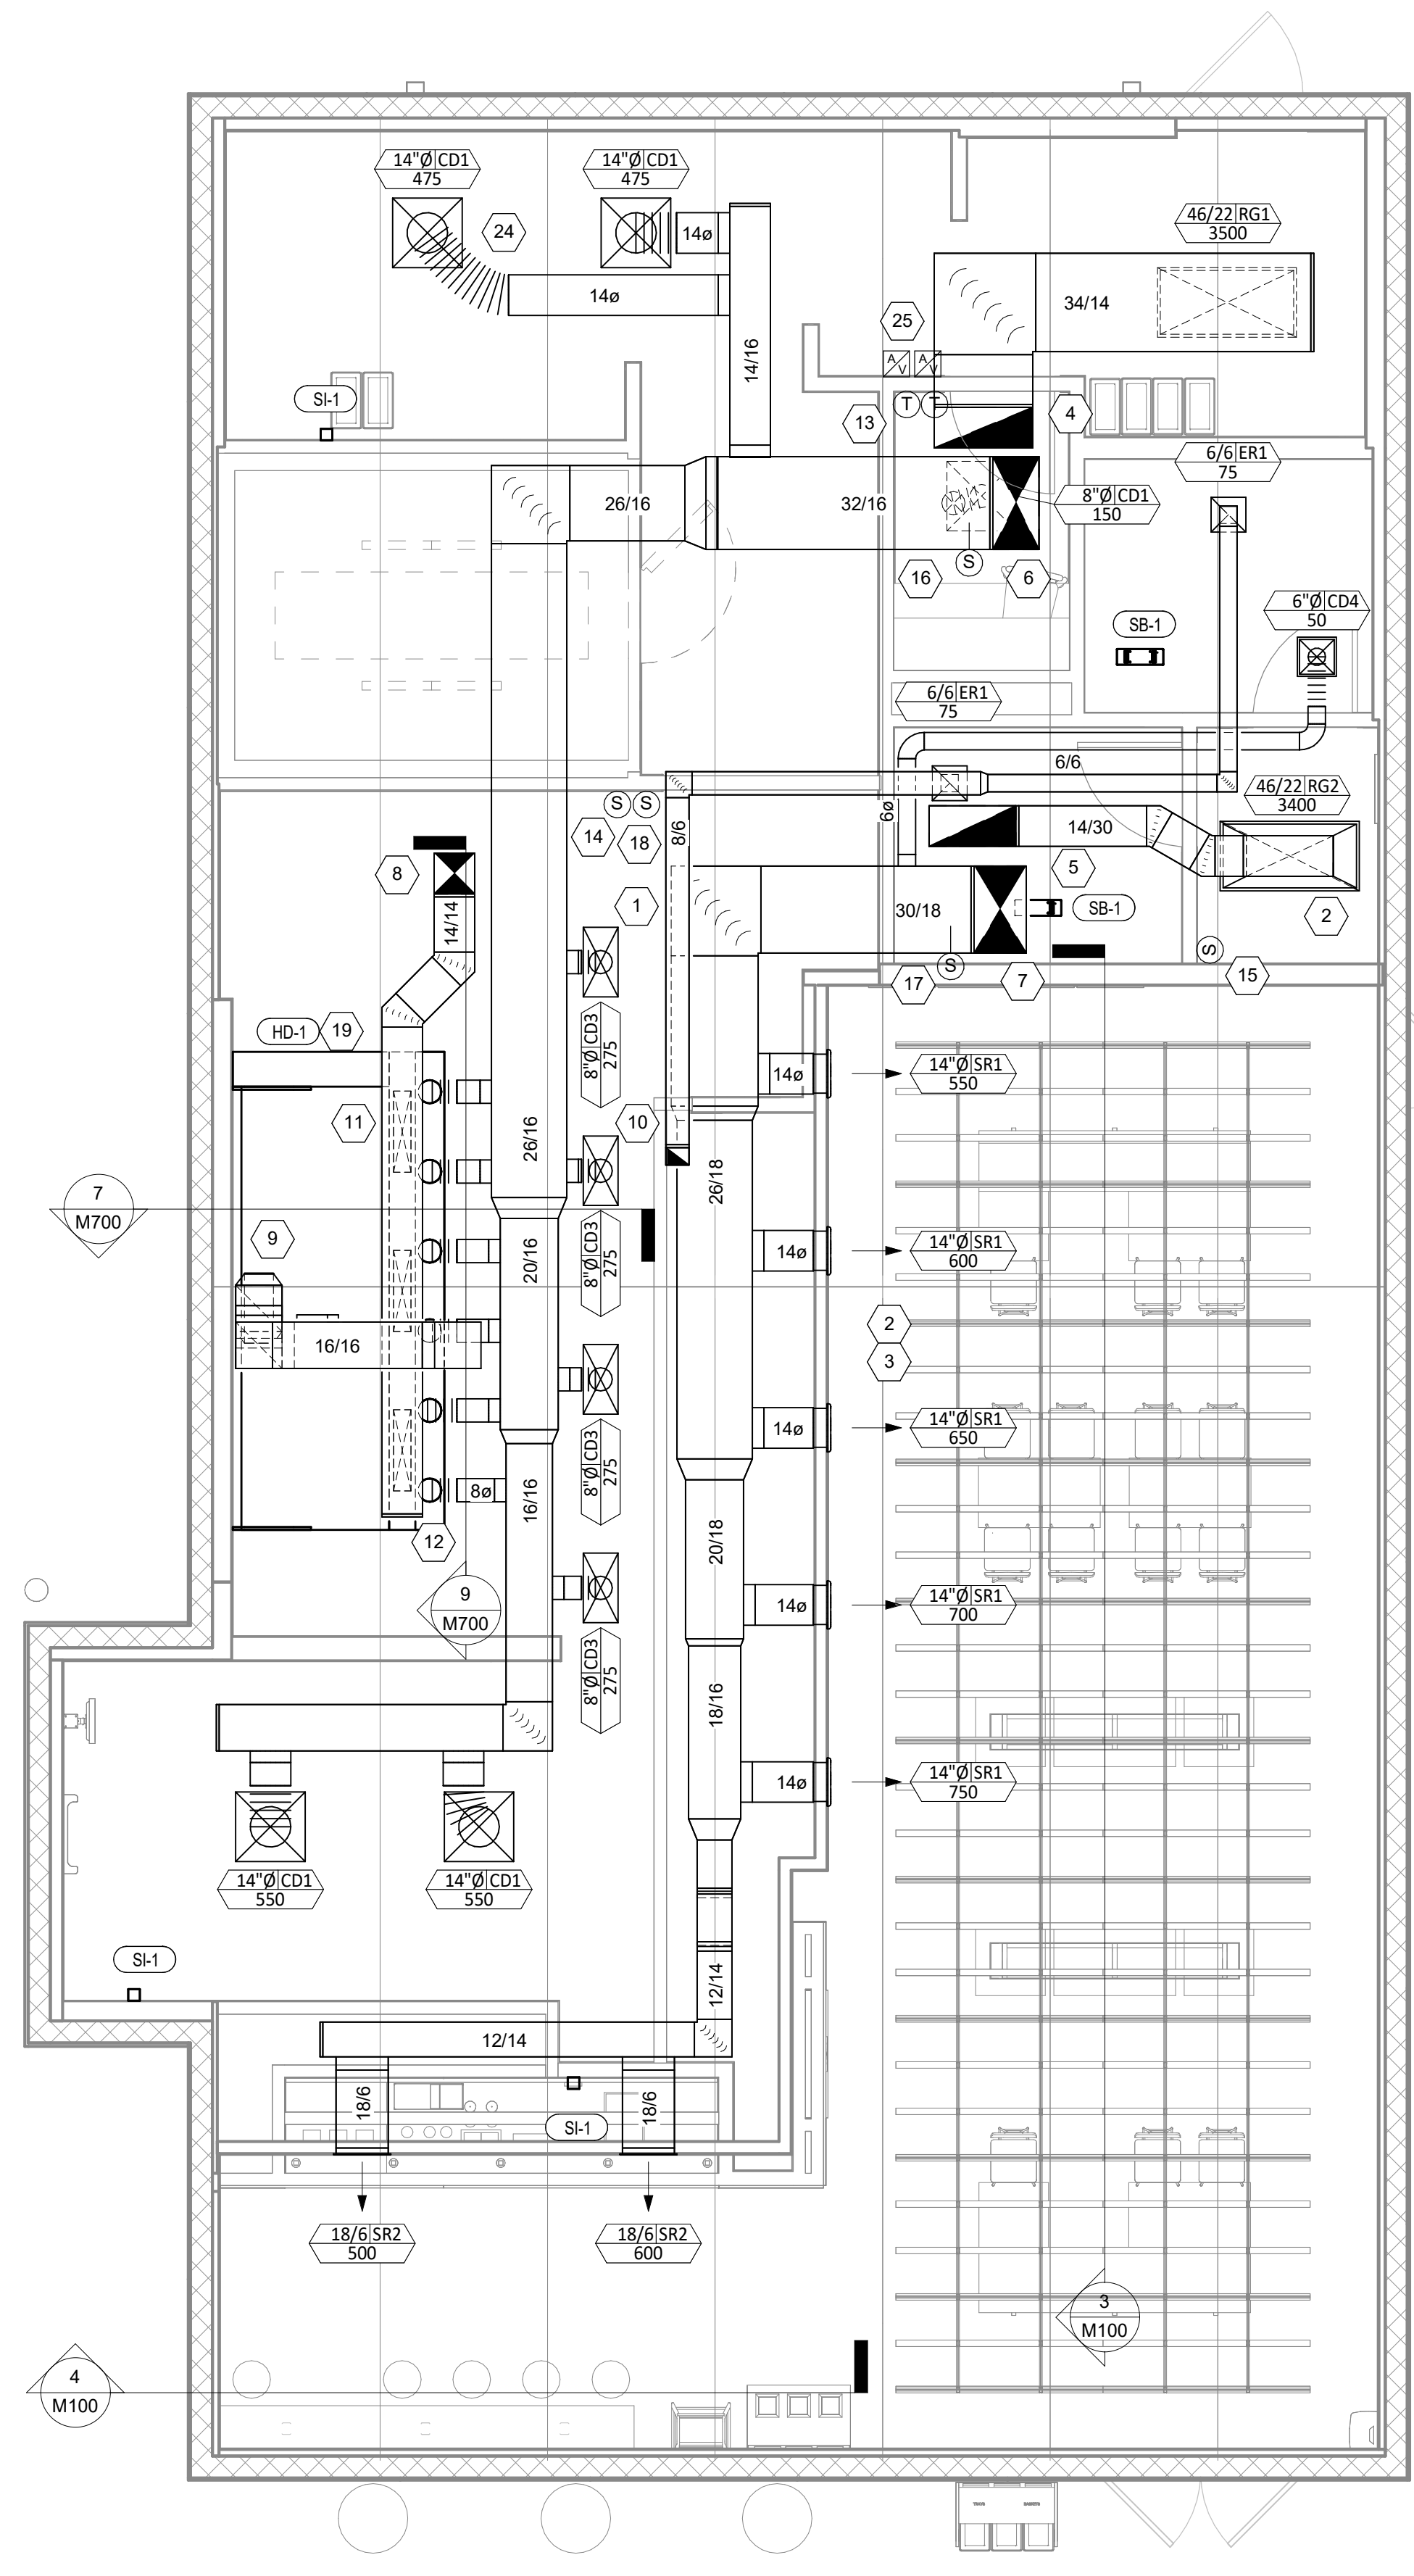 14"Ø CD1
475
14"Ø CD1
475
24
14ø
14ø
46/22 RG1
3500
34/14
25
A
V
A
V
14/16
SI-1
T
T
13
4
6/6 ER1
75
26/16
32/16
8"Ø CD1
150
S
16
6
6"Ø CD4
50
SB-1
6/6 ER1
75
6/6
46/22 RG2
3400
S
S
14
18
8/6
6ø
14/30
8
5
1
14/14
30/18
SB-1
2
S
S
17
7
15
HD-1
19
8"Ø CD3
275
14ø
14"Ø SR1
550
11
10
26/16
26/18
7
M700
9
20/16
8"Ø CD3
275
14ø
14"Ø SR1
600
2
16/16
3
8"Ø CD3
275
14ø
14"Ø SR1
650
8ø
16/16
12
20/18
9
M700
14ø
14"Ø SR1
700
8"Ø CD3
275
18/16
14ø
14"Ø SR1
750
14"Ø CD1
550
14"Ø CD1
550
SI-1
12/14
12/14
18/6
18/6
SI-1
18/6 SR2
500
18/6 SR2
600
3
M100
4
M100